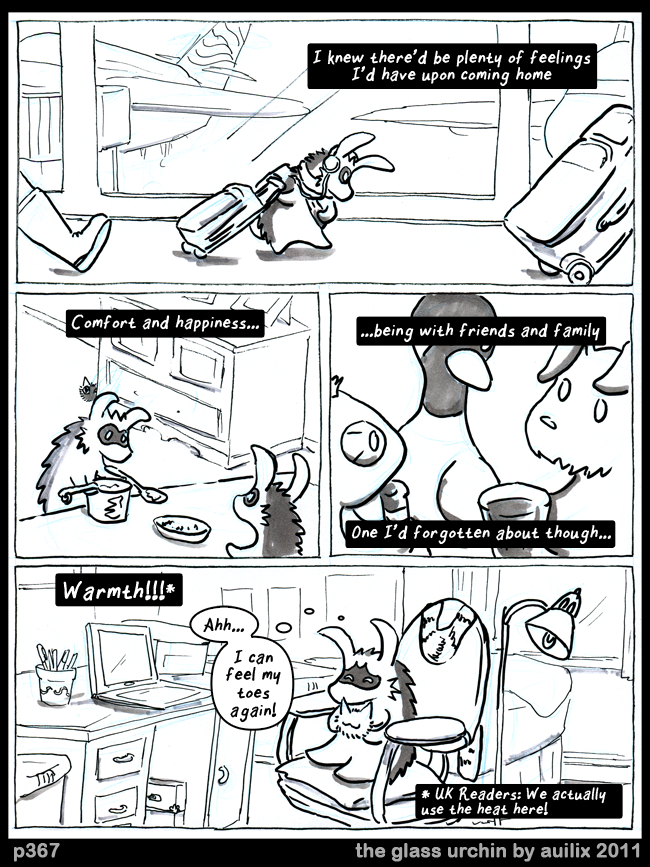 I knew there'd be plenty of feelings
I'd have upon coming home
Comfort and happiness...
...being with friends and family
One I'd forgotten about though...
Warmth!!!*
Ahh...
I can
feel my
toes
again!
* UK Readers: We actually
use the heat here!
p367
the glass urchin by auilix 2011